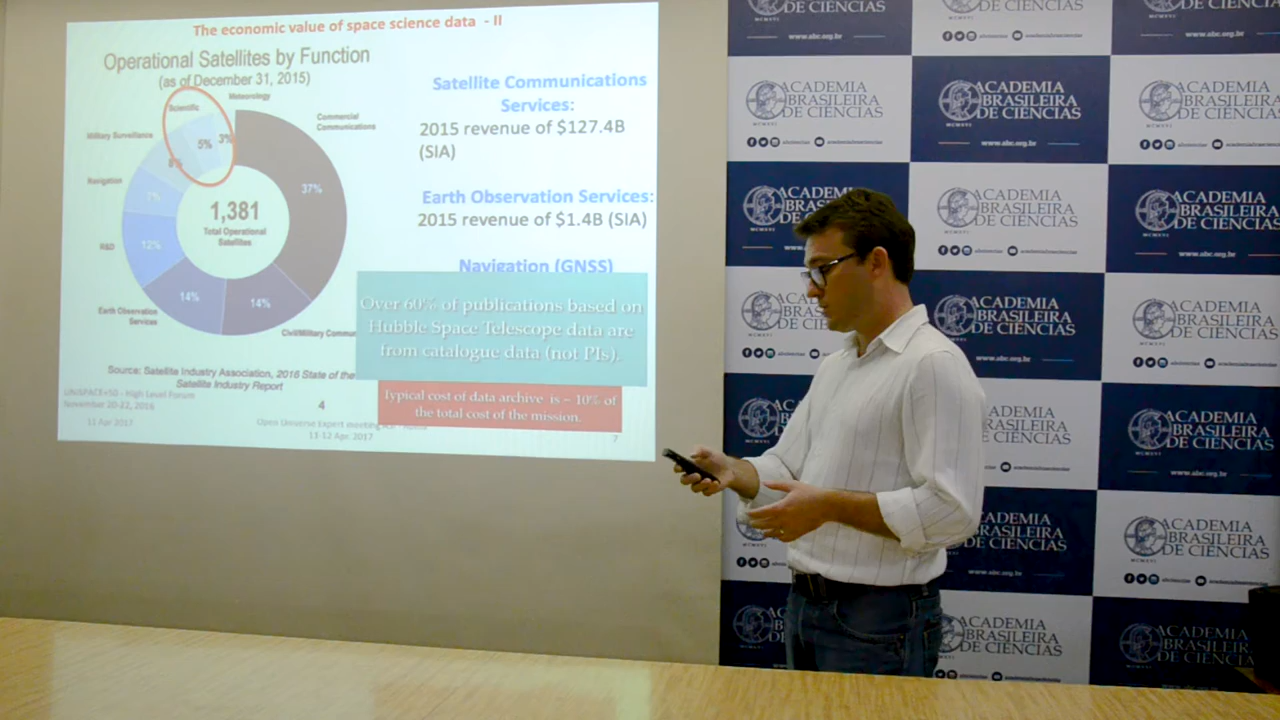 The economic value of space science data - II
Operational Satellites by Function
(as of December 31, 2015)
Meteorology
Scientific
Commercial
Communications
Military Surveillance
5%
3%
8%
Navigation
7%
37%
1,381
Total Operational
Satellites
R&D
12%
14%
14%
Earth Observation
Services
Civil/Military Commun
Source: Satellite Industry Association, 2016 State of the
Satellite Industry Report
UNISPACE+50 - High Level Forum
November 20-22, 2016
4
11 Apr 2017
Open Universe Expert meeting
11-12 Apr 2017
7
Satellite Communications
Services:
2015 revenue of $127.4B
(SIA)
Earth Observation Services:
2015 revenue of $1.4B (SIA)
Navigation (GNSS)
Over 60% of publications based on
Hubble Space Telescope data are
from catalogue data (not PIs).
Typical cost of data archive is ~ 10% of
the total cost of the mission.
ACADEMIA
BRASILEIRA
DE CIÊNCIAS
MCMXVI
www.abc.org.br